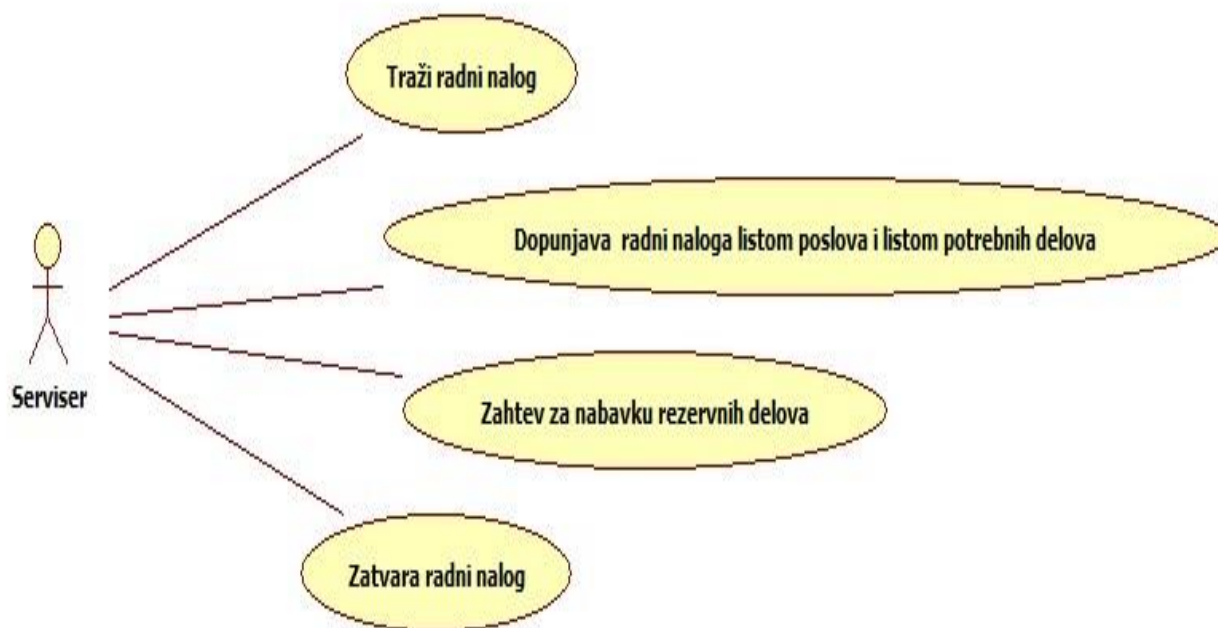 Traži radni nalog
Dopunjava radni naloga listom poslova i listom potrebnih delova
Zahtev za nabavku rezervnih delova
Serviser
Zatvara radni nalog